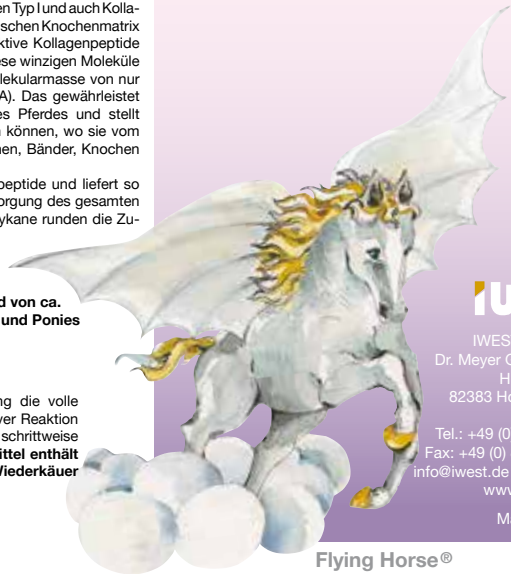 en Typ I und auch Kolla-
schen Knochenmatrix
ktive Kollagenpeptide
ese winzigen Moleküle
lekularmasse von nur
A). Das gewährleistet
es Pferdes und stellt
können, wo sie vom
nen, Bänder, Knochen
peptide und liefert so
orgung des gesamten
ykane runden die Zu-
d von ca.
und Ponies
ng die volle
ver Reaktion
schrittweise
ittel enthält
Wiederkäuer
IWES
Dr. Meyer
82383 Ho
Tel.: +49 (0
Fax: +49 (0)
info@iwest.de
www
Flying Horse®